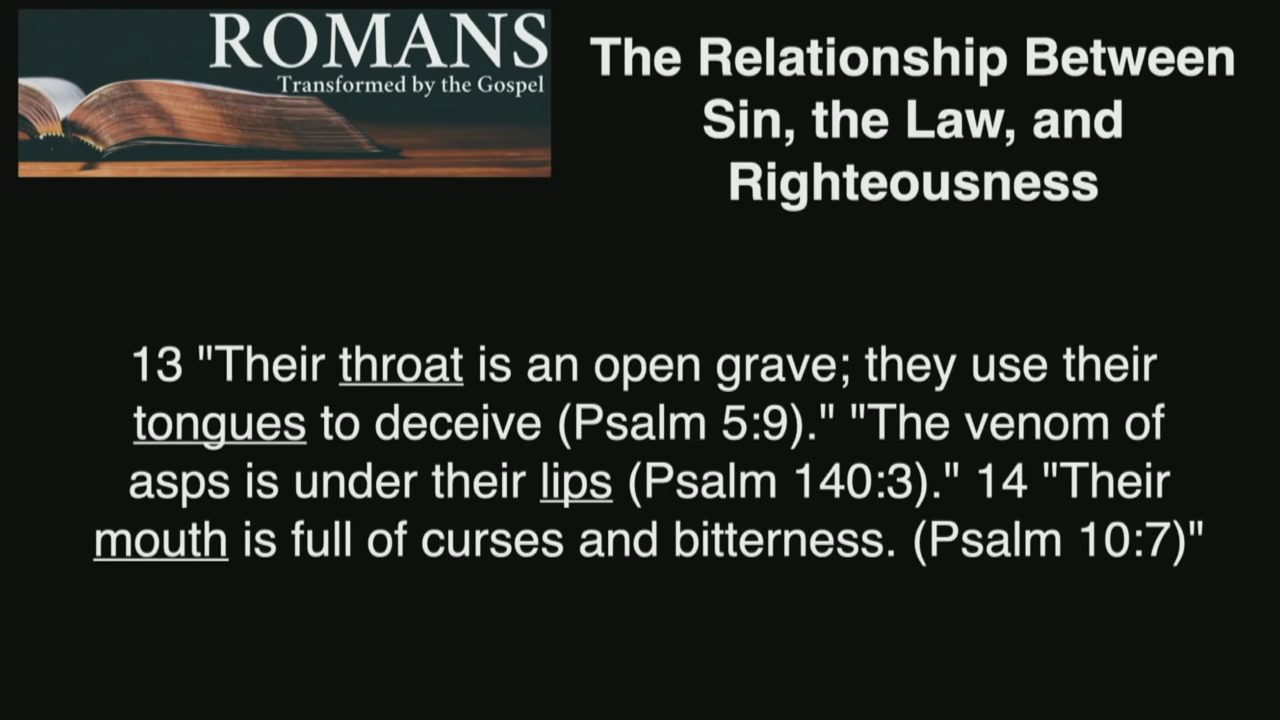 ROMANS
Transformed by the Gospel
The Relationship Between
Sin, the Law, and
Righteousness
13 "Their throat is an open grave; they use their
tongues to deceive (Psalm 5:9)." "The venom of
asps is under their lips (Psalm 140:3)." 14 "Their
mouth is full of curses and bitterness. (Psalm 10:7)"